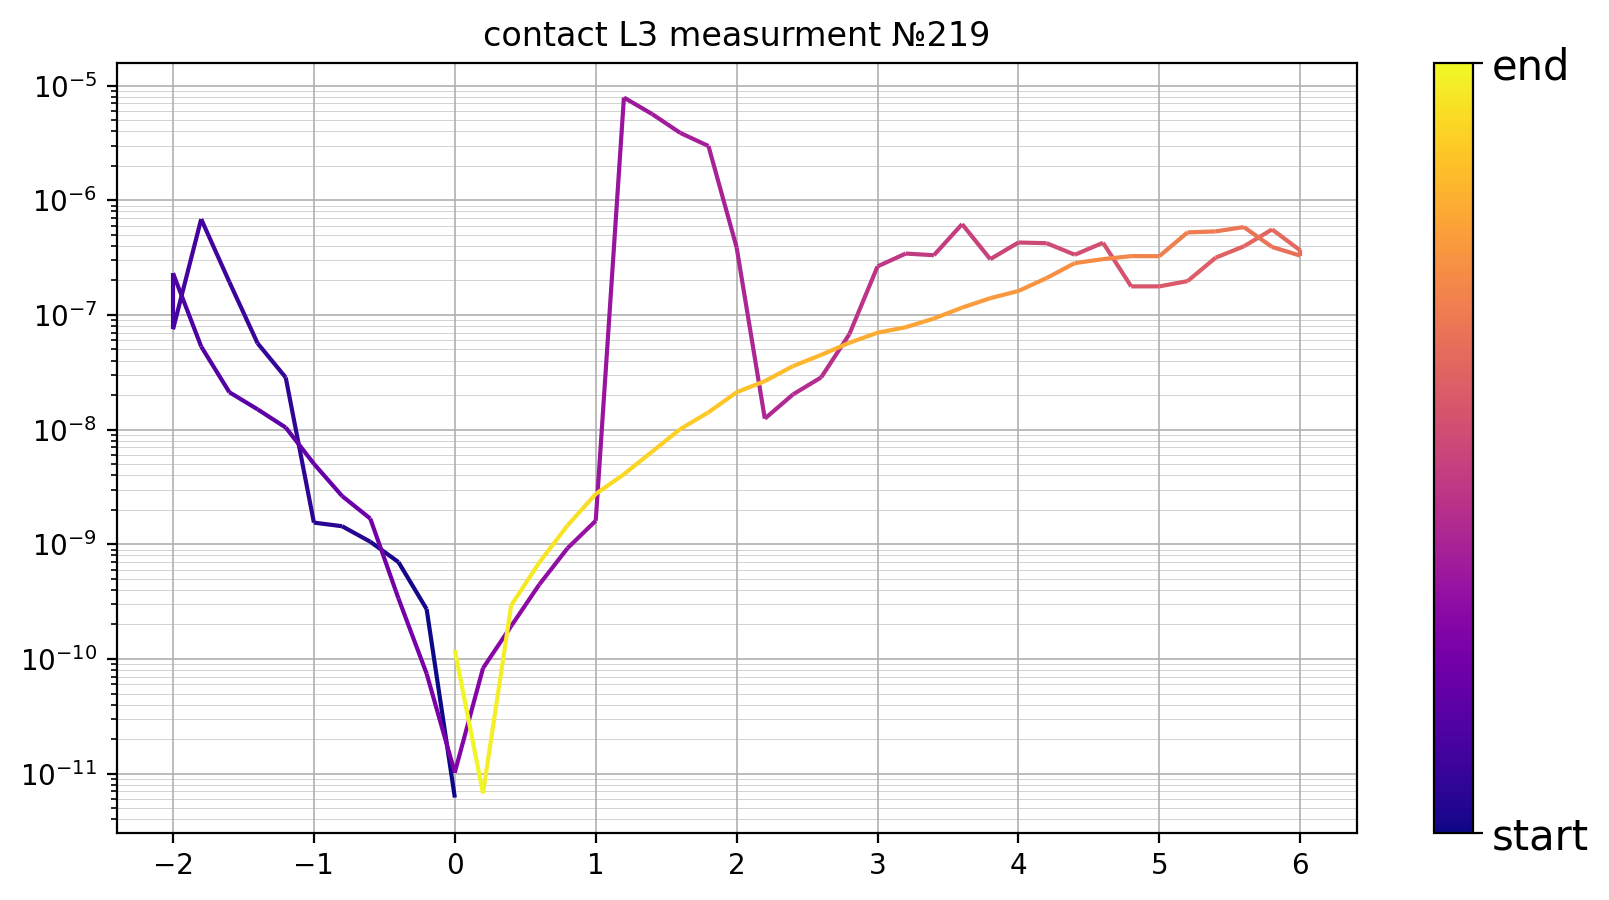 contact L3 measurment №219
10⁻⁵
10⁻⁶
10⁻⁷
10⁻⁸
10⁻⁹
10⁻¹⁰
10⁻¹¹
−2 −1 0 1 2 3 4 5 6
end
start